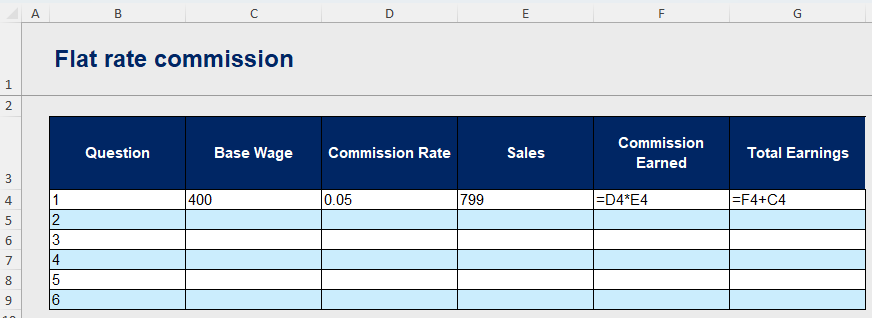 A B C D E F G
1 Flat rate commission
2
3 Question Base Wage Commission Rate Sales Commission Earned Total Earnings
4 1 400 0.05 799 =D4*E4 =F4+C4
5 2
6 3
7 4
8 5
9 6